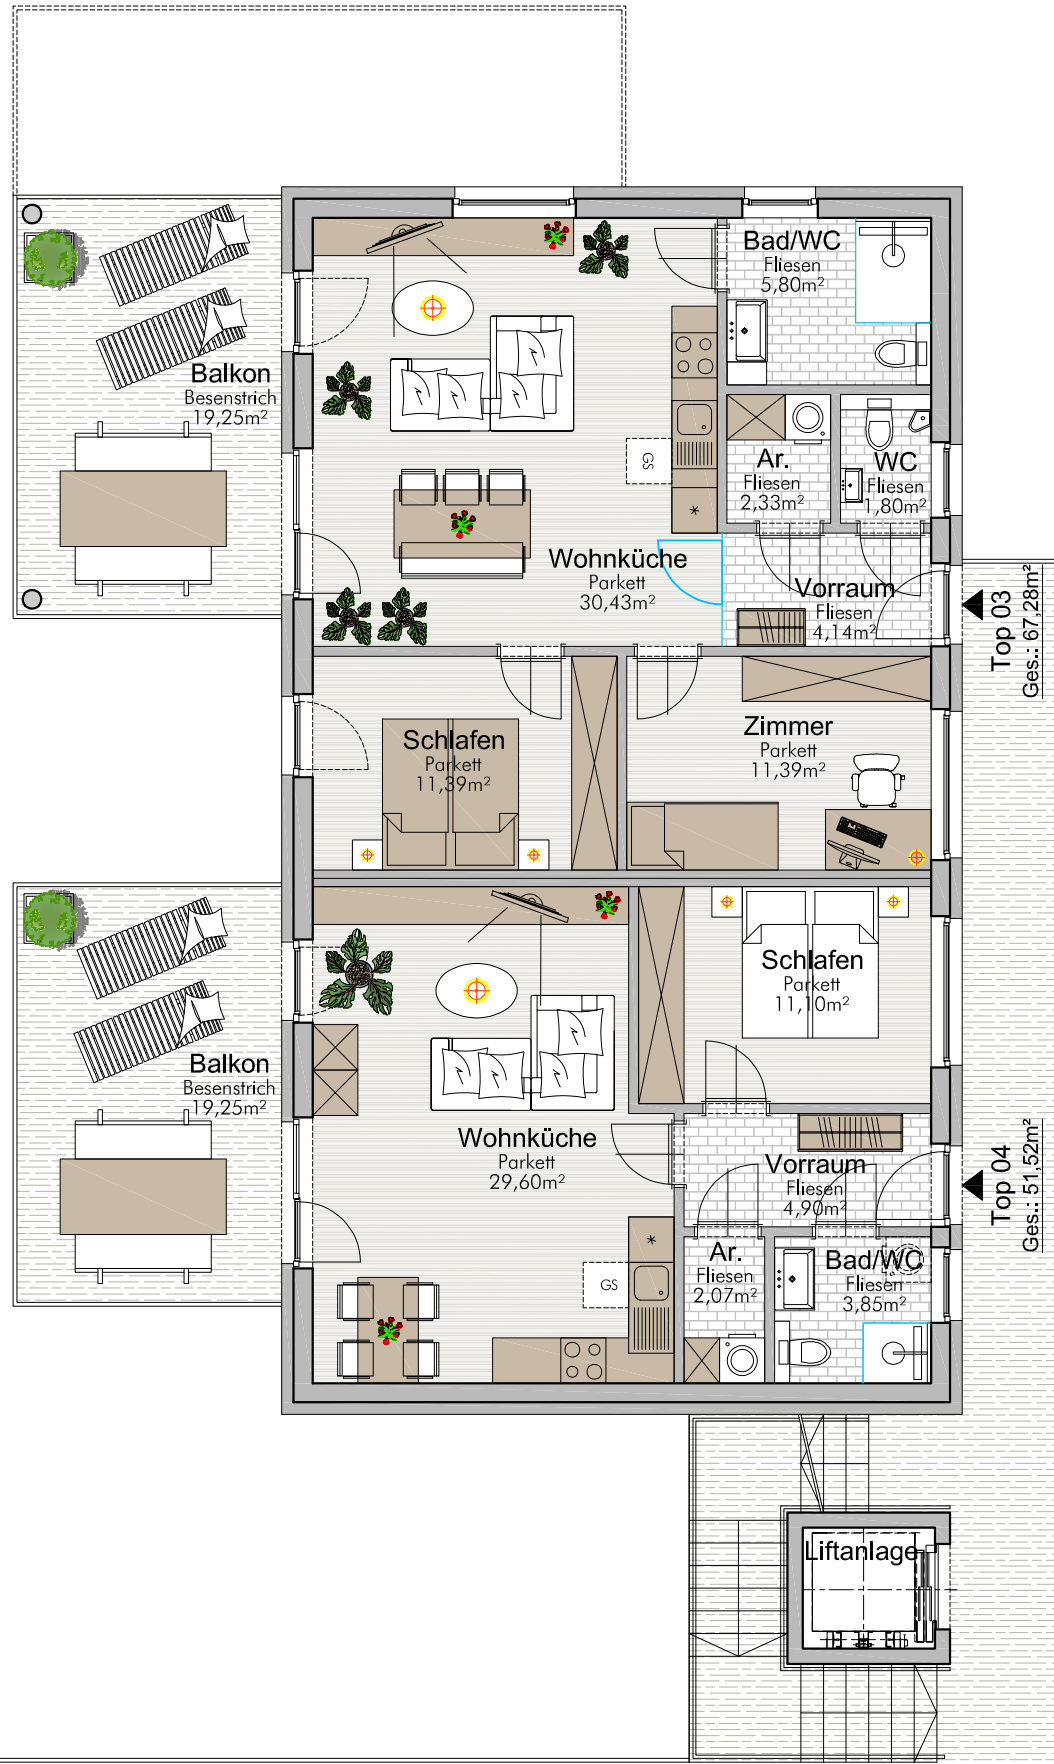 Bad/WC
Fliesen
5,80m²
Balkon
Besenstrich
19,25m²
GS
Ar.
Fliesen
2,33m²
WC
Fliesen
1,80m²
*
Wohnküche
Parkett
30,43m²
Vorraum
Fliesen
4,14m²
Top 03
Ges.: 67,28m²
Schlafen
Parkett
11,39m²
Zimmer
Parkett
11,39m²
Schlafen
Parkett
11,10m²
Balkon
Besenstrich
19,25m²
Wohnküche
Parkett
29,60m²
Vorraum
Fliesen
4,90m²
Top 04
Ges.: 51,52m²
*
GS
Ar.
Fliesen
2,07m²
Bad/WC
Fliesen
3,85m²
Liftanlage